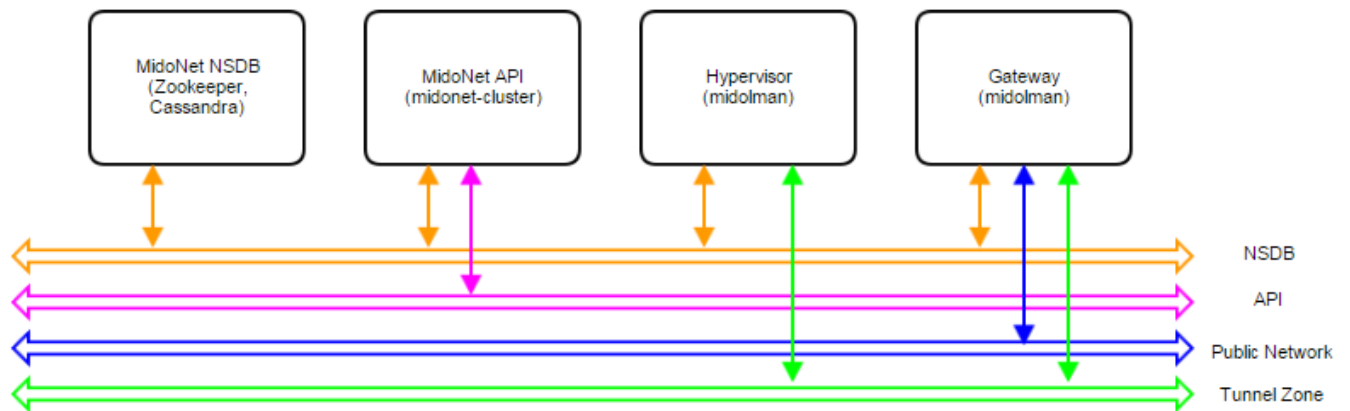 MidoNet NSDB
(Zookeeper,
Cassandra)
MidoNet API
(midonet-cluster)
Hypervisor
(midolman)
Gateway
(midolman)
NSDB
API
Public Network
Tunnel Zone